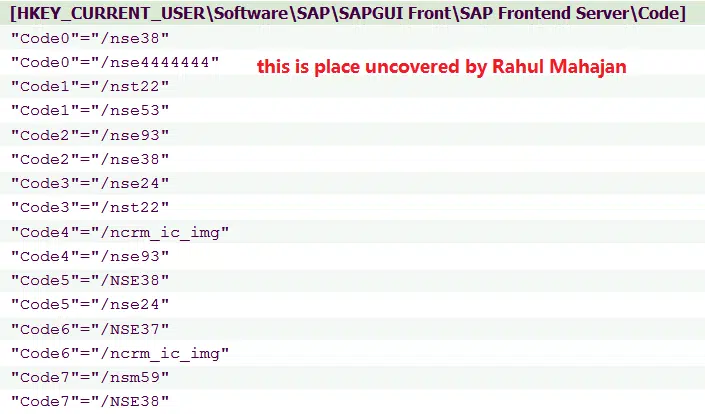 [HKEY_CURRENT_USER\Software\SAP\SAPGUI Front\SAP Frontend Server\Code]
"Code0"="/nse38"
"Code0"="/nse4444444" this is place uncovered by Rahul Mahajan
"Code1"="/nst22"
"Code1"="/nse53"
"Code2"="/nse93"
"Code2"="/nse38"
"Code3"="/nse24"
"Code3"="/nst22"
"Code4"="/ncrm_ic_img"
"Code4"="/nse93"
"Code5"="/NSE38"
"Code5"="/nse24"
"Code6"="/NSE37"
"Code6"="/ncrm_ic_img"
"Code7"="/nsm59"
"Code7"="/NSE38"